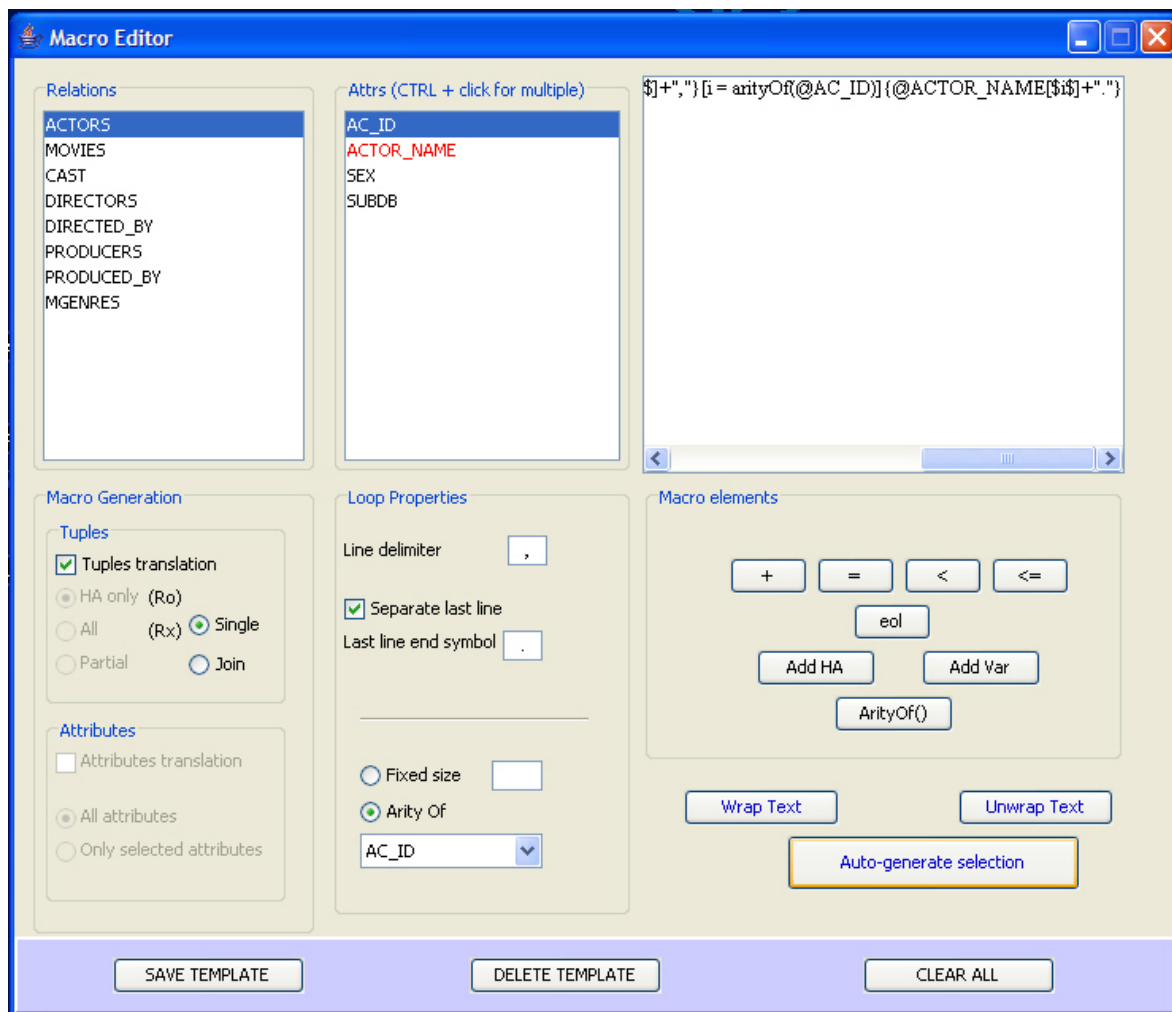 Macro Editor
Relations
ACTORS
MOVIES
CAST
DIRECTORS
DIRECTED_BY
PRODUCERS
PRODUCED_BY
MGENRES
Attrs (CTRL + click for multiple)
AC_ID
ACTOR_NAME
SEX
SUBDB
$]+","}[i = arityOf(@AC_ID)]{@ACTOR_NAME[$i$]+"."}
Macro Generation
Tuples
Tuples translation
HA only (Ro)
All (Rx)
Single
Partial
Join
Attributes
Attributes translation
All attributes
Only selected attributes
Loop Properties
Line delimiter ,
Separate last line
Last line end symbol .
Fixed size
Arity Of
AC_ID
Macro elements
+ = < <=
eol
Add HA Add Var
ArityOf()
Wrap Text Unwrap Text
Auto-generate selection
SAVE TEMPLATE DELETE TEMPLATE CLEAR ALL